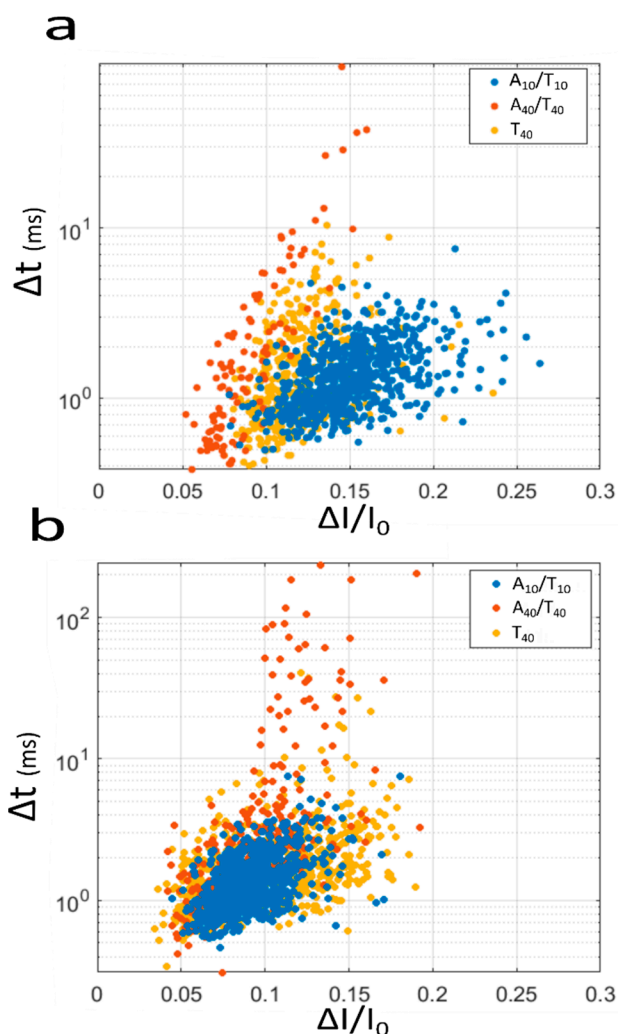 a
A₁₀/T₁₀
A₄₀/T₄₀
T₄₀
10¹
10⁰
Δt (ms)
0 0.05 0.1 0.15 0.2 0.25 0.3
ΔI/I₀
b
A₁₀/T₁₀
A₄₀/T₄₀
T₄₀
10²
10¹
10⁰
Δt (ms)
0 0.05 0.1 0.15 0.2 0.25 0.3
ΔI/I₀